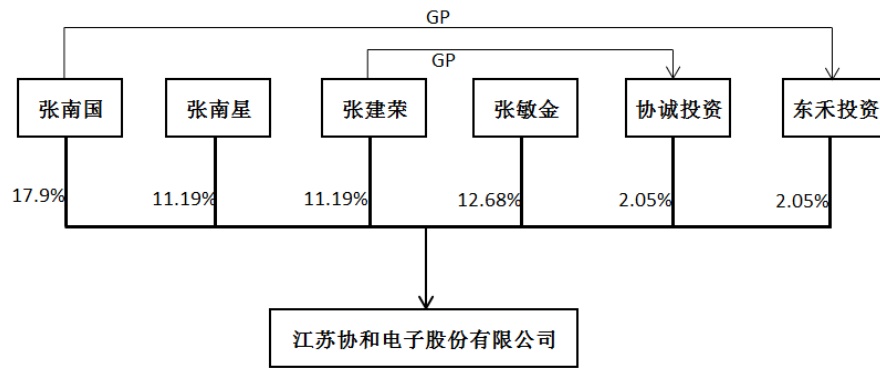 GP
GP
张南国
张南星
张建荣
张敏金
协诚投资
东禾投资
17.9%
11.19%
11.19%
12.68%
2.05%
2.05%
江苏协和电子股份有限公司